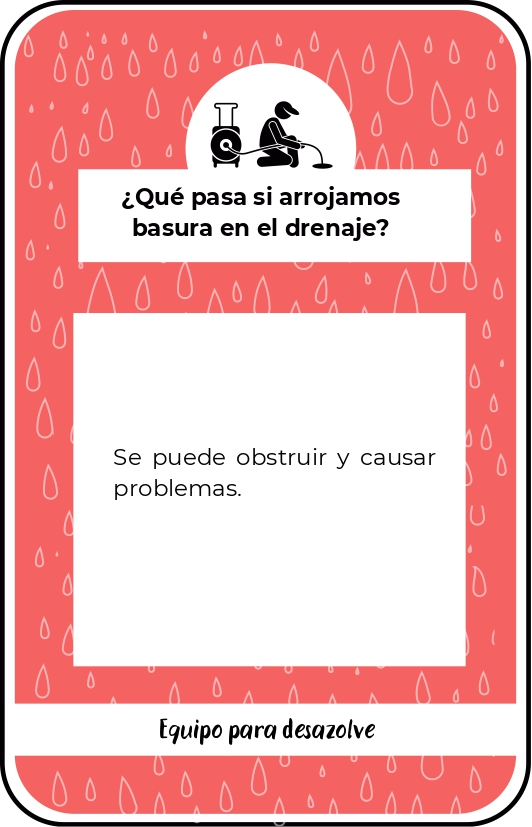 ¿Qué pasa si arrojamos
basura en el drenaje?
Se puede obstruir y causar
problemas.
Equipo para desazolve